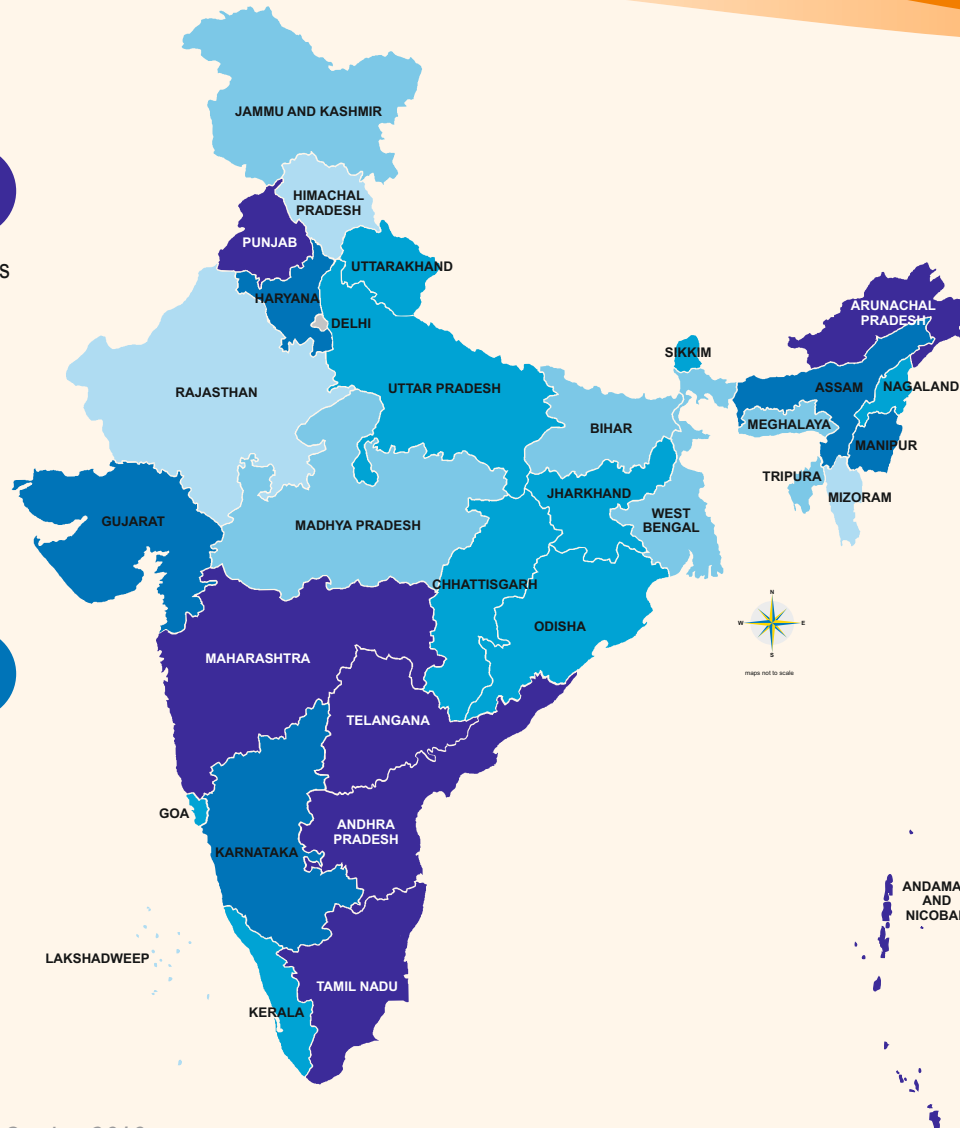 JAMMU AND KASHMIR
HIMACHAL
PRADESH
PUNJAB
S
UTTARAKHAND
HARYANA
ARUNACHAL
PRADESH
DELHI
SIKKIM
RAJASTHAN
UTTAR PRADESH
ASSAM
NAGALAND
MEGHALAYA
BIHAR
MANIPUR
TRIPURA
MIZORAM
JHARKHAND
GUJARAT
MADHYA PRADESH
WEST
BENGAL
CHHATTISGARH
N
W
E
S
maps not to scale
ODISHA
MAHARASHTRA
TELANGANA
GOA
ANDHRA
PRADESH
KARNATAKA
AND
LAKSHADWEEP
TAMIL NADU
KERALA